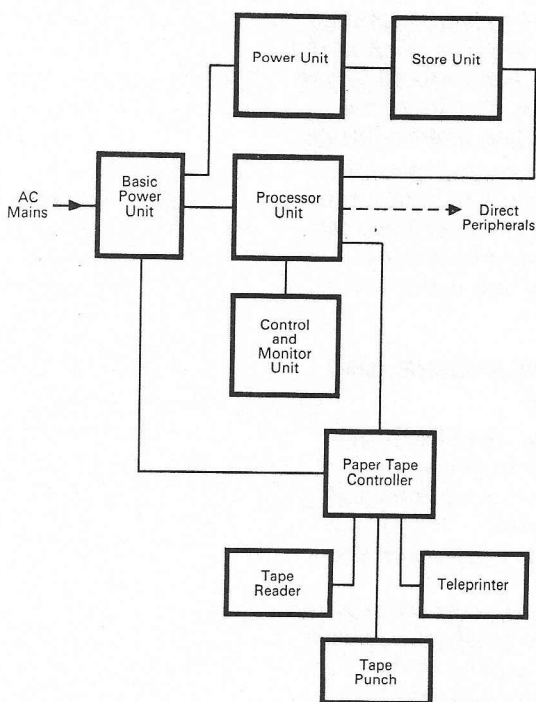 Power Unit
Store Unit
AC
Mains
Basic
Power
Unit
Processor
Unit
Direct
Peripherals
Control
and
Monitor
Unit
Paper Tape
Controller
Tape
Reader
Teleprinter
Tape
Punch